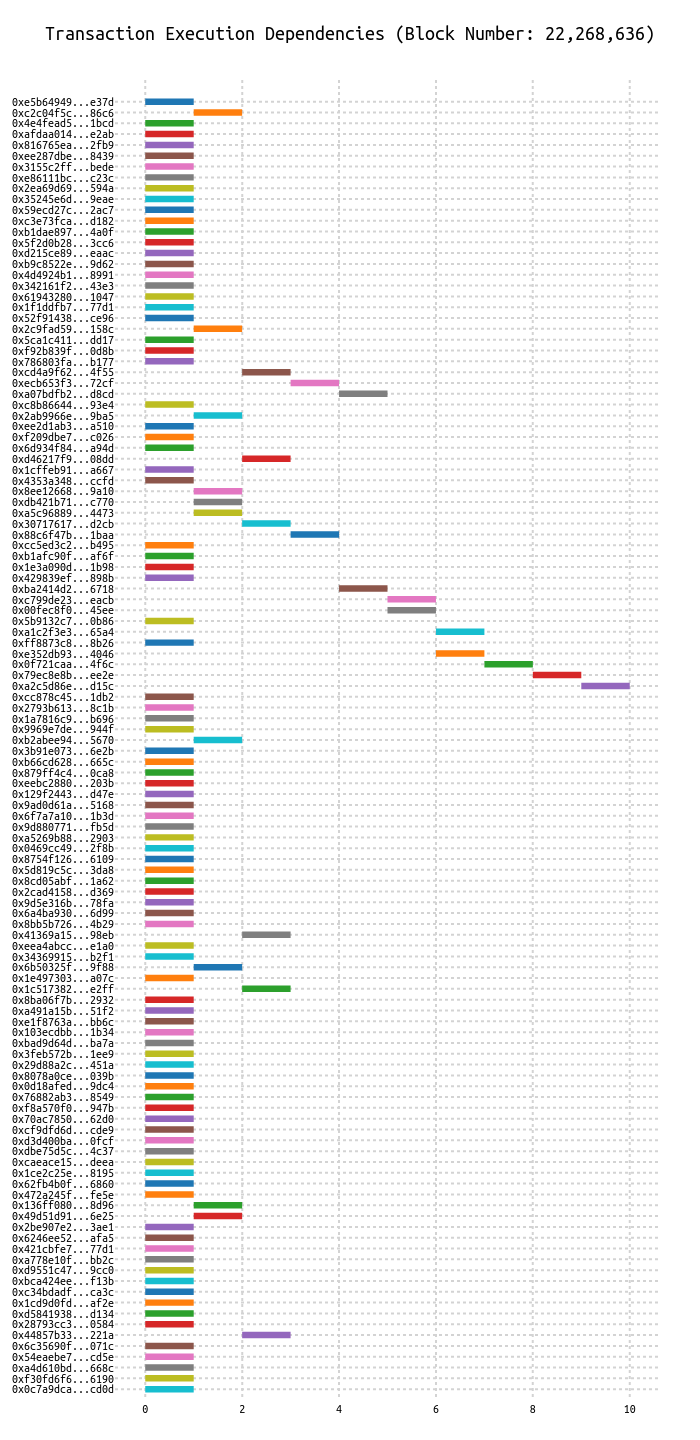 Transaction Execution Dependencies (Block Number: 22,268,636)
0xe5b64949...e37d
0xc2c04f5c...86c6
0x4e4fead5...1bcd
0xafdaa014...e2ab
0x816765ea...2fb9
0xee287dbe...8439
0x3155c2ff...bede
0xe86111bc...c23c
0x2ea69d69...594a
0x35245e6d...9eae
0x59ecd27c...2ac7
0xc3e73fca...d182
0xb1dae897...4a0f
0x5f2d0b28...3cc6
0xd215ce89...eaac
0xb9c8522e...9d62
0x4d4924b1...8991
0x342161f2...43e3
0x61943280...1047
0x1f1ddfb7...77d1
0x52f91438...ce96
0x2c9fad59...158c
0x5ca1c411...dd17
0xf92b839f...0d8b
0x786803fa...b177
0xcd4a9f62...4f55
0xecb653f3...72cf
0xa07bdfb2...d8cd
0xc8b86644...93e4
0x2ab9966e...9ba5
0xee2d1ab3...a510
0xf209dbe7...c026
0x6d934f84...a94d
0xd46217f9...08dd
0x1cffeb91...a667
0x4353a348...ccfd
0x8ee12668...9a10
0xdb421b71...c770
0xa5c96889...4473
0x30717617...d2cb
0x88c6f47b...1baa
0xcc5ed3c2...b495
0xb1afc90f...af6f
0x1e3a090d...1b98
0x429839ef...898b
0xba2414d2...6718
0xc799de23...eacb
0x00fec8f0...45ee
0x5b9132c7...0b86
0xa1c2f3e3...65a4
0xff8873c8...8b26
0xe352db93...4046
0x0f721caa...4f6c
0x79ec8e8b...ee2e
0xa2c5d86e...d15c
0xcc878c45...1db2
0x2793b613...8c1b
0x1a7816c9...b696
0x9969e7de...944f
0xb2abee94...5670
0x3b91e073...6e2b
0xb66cd628...665c
0x879ff4c4...0ca8
0xeebc2880...203b
0x129f2443...d47e
0x9ad0d61a...5168
0x6f7a7a10...1b3d
0x9d880771...fb5d
0xa5269b88...2903
0x0469cc49...2f8b
0x8754f126...6109
0x5d819c5c...3da8
0x8cd05abf...1a62
0x2cad4158...d369
0x9d5e316b...78fa
0x6a4ba930...6d99
0x8bb5b726...4b29
0x41369a15...98eb
0xeea4abcc...e1a0
0x34369915...b2f1
0x6b50325f...9f88
0x1e497303...a07c
0x1c517382...e2ff
0x8ba06f7b...2932
0xa491a15b...51f2
0xe1f8763a...bb6c
0x103ecdbb...1b34
0xbad9d64d...ba7a
0x3feb572b...1ee9
0x29d88a2c...451a
0x8078a0ce...039b
0x0d18afed...9dc4
0x76882ab3...8549
0xf8a570f0...947b
0x70ac7850...62d0
0xcf9dfd6d...cde9
0xd3d400ba...0fcf
0xdbe75d5c...4c37
0xcaeace15...deea
0x1ce2c25e...8195
0x62fb4b0f...6860
0x472a245f...fe5e
0x136ff080...8d96
0x49d51d91...6e25
0x2be907e2...3ae1
0x6246ee52...afa5
0x421cbfe7...77d1
0xa778e10f...bb2c
0xd9551c47...9cc0
0xbca424ee...f13b
0xc34bdadf...ca3c
0x1cd9d0fd...af2e
0xd5841938...d134
0x28793cc3...0584
0x44857b33...221a
0x6c35690f...071c
0x54eaebe7...cd5e
0xa4d610bd...668c
0xf30fd6f6...6190
0x0c7a9dca...cd0d
0 2 4 6 8 10